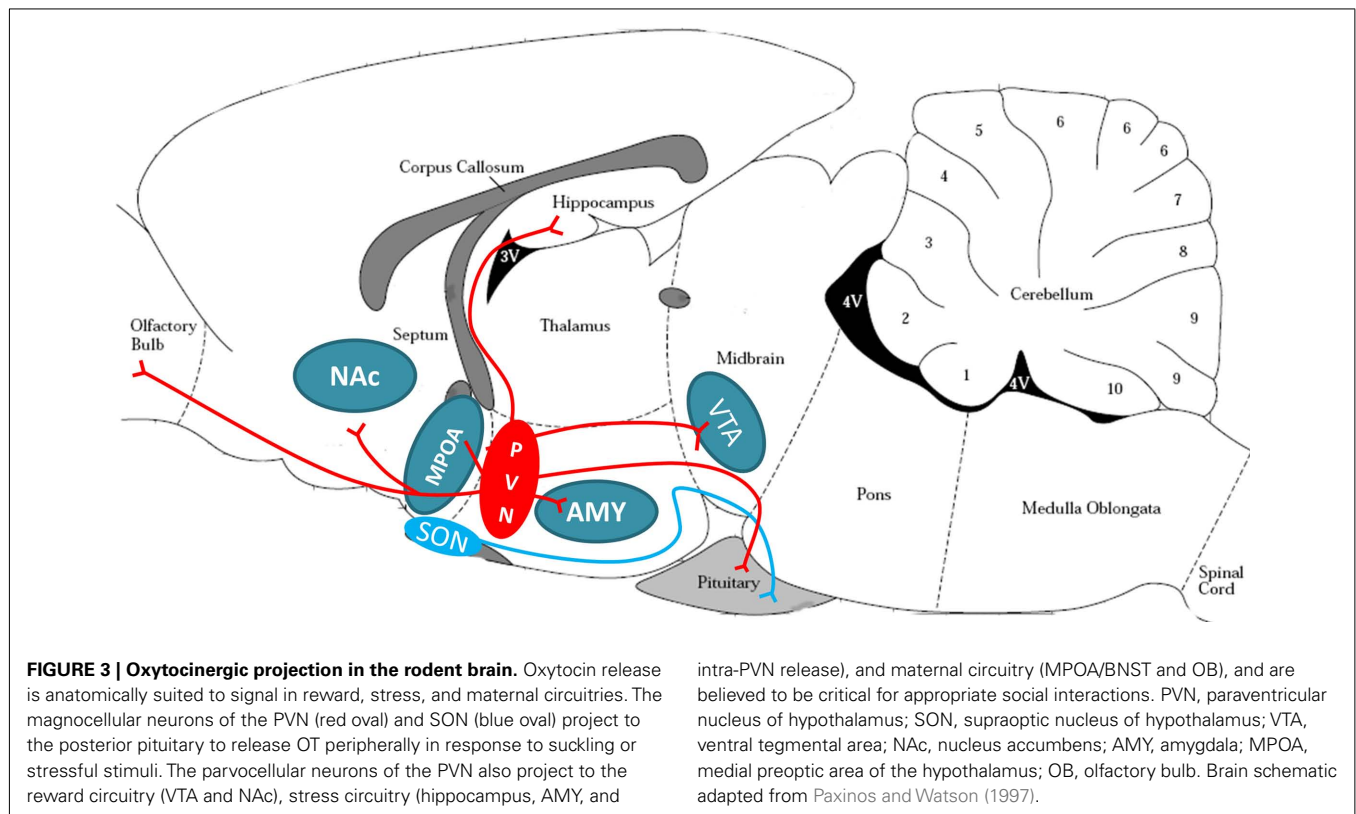 Corpus Callosum
Hippocampus
3V
Olfactory
Bulb
Septum
Thalamus
Midbrain
NAc
MPOA
P
V
N
VTA
AMY
SON
Pituitary
Pons
Medulla Oblongata
Spinal
Cord
Cerebellum
4V
4V
1
2
3
4
5
6
6
6
7
8
9
9
10
FIGURE 3 | Oxytocinergic projection in the rodent brain. Oxytocin release
is anatomically suited to signal in reward, stress, and maternal circuitries. The
magnocellular neurons of the PVN (red oval) and SON (blue oval) project to
the posterior pituitary to release OT peripherally in response to suckling or
stressful stimuli. The parvocellular neurons of the PVN also project to the
reward circuitry (VTA and NAc), stress circuitry (hippocampus, AMY, and
intra-PVN release), and maternal circuitry (MPOA/BNST and OB), and are
believed to be critical for appropriate social interactions. PVN, paraventricular
nucleus of hypothalamus; SON, supraoptic nucleus of hypothalamus; VTA,
ventral tegmental area; NAc, nucleus accumbens; AMY, amygdala; MPOA,
medial preoptic area of the hypothalamus; OB, olfactory bulb. Brain schematic
adapted from Paxinos and Watson (1997).